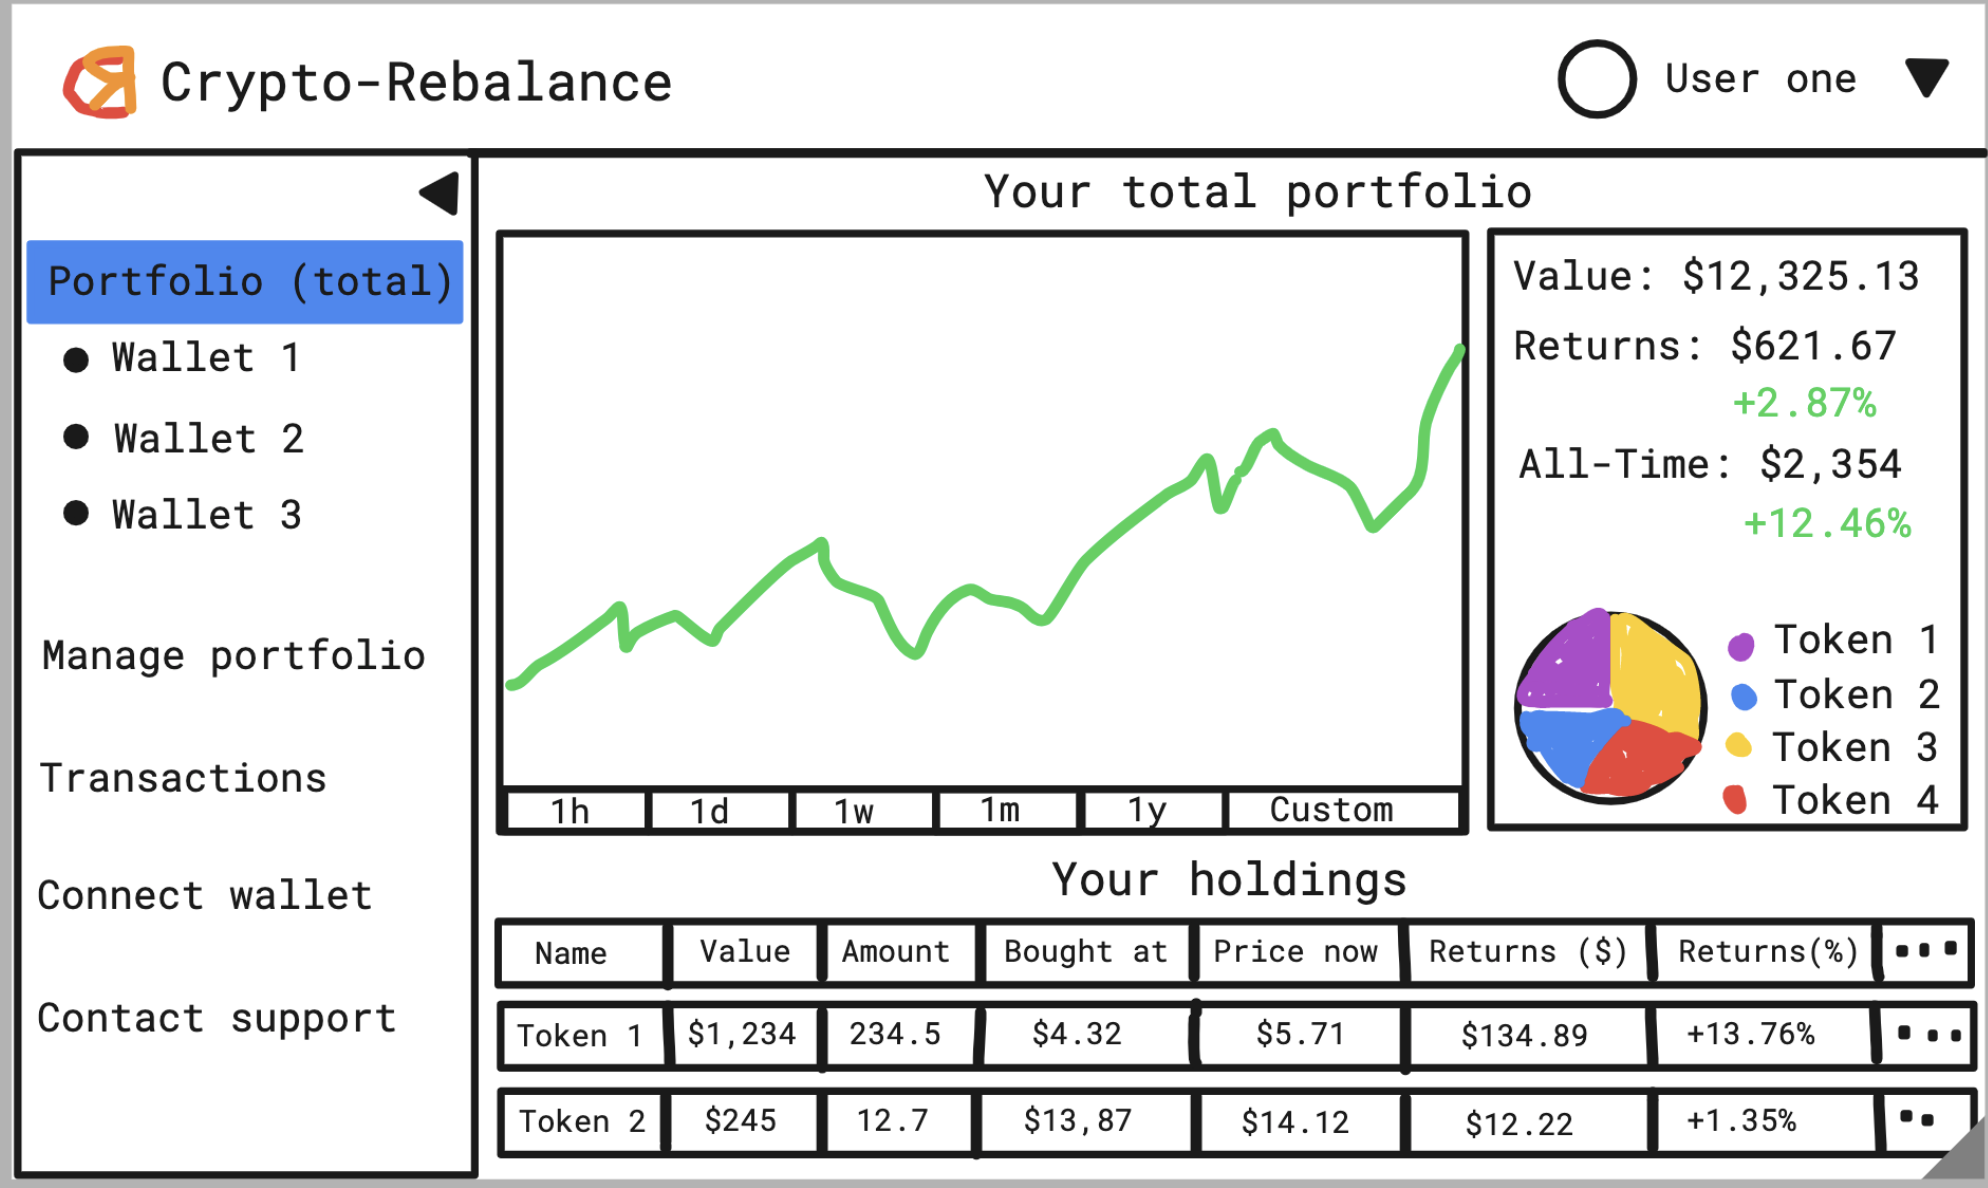 Crypto-Rebalance
User one
Portfolio (total)
Wallet 1
Wallet 2
Wallet 3
Manage portfolio
Transactions
Connect wallet
Contact support
Your total portfolio
1h 1d 1w 1m 1y Custom
Value: $12,325.13
Returns: $621.67
+2.87%
All-Time: $2,354
+12.46%
Token 1
Token 2
Token 3
Token 4
Your holdings
Name Value Amount Bought at Price now Returns ($) Returns(%)
Token 1 $1,234 234.5 $4.32 $5.71 $134.89 +13.76%
Token 2 $245 12.7 $13,87 $14.12 $12.22 +1.35%